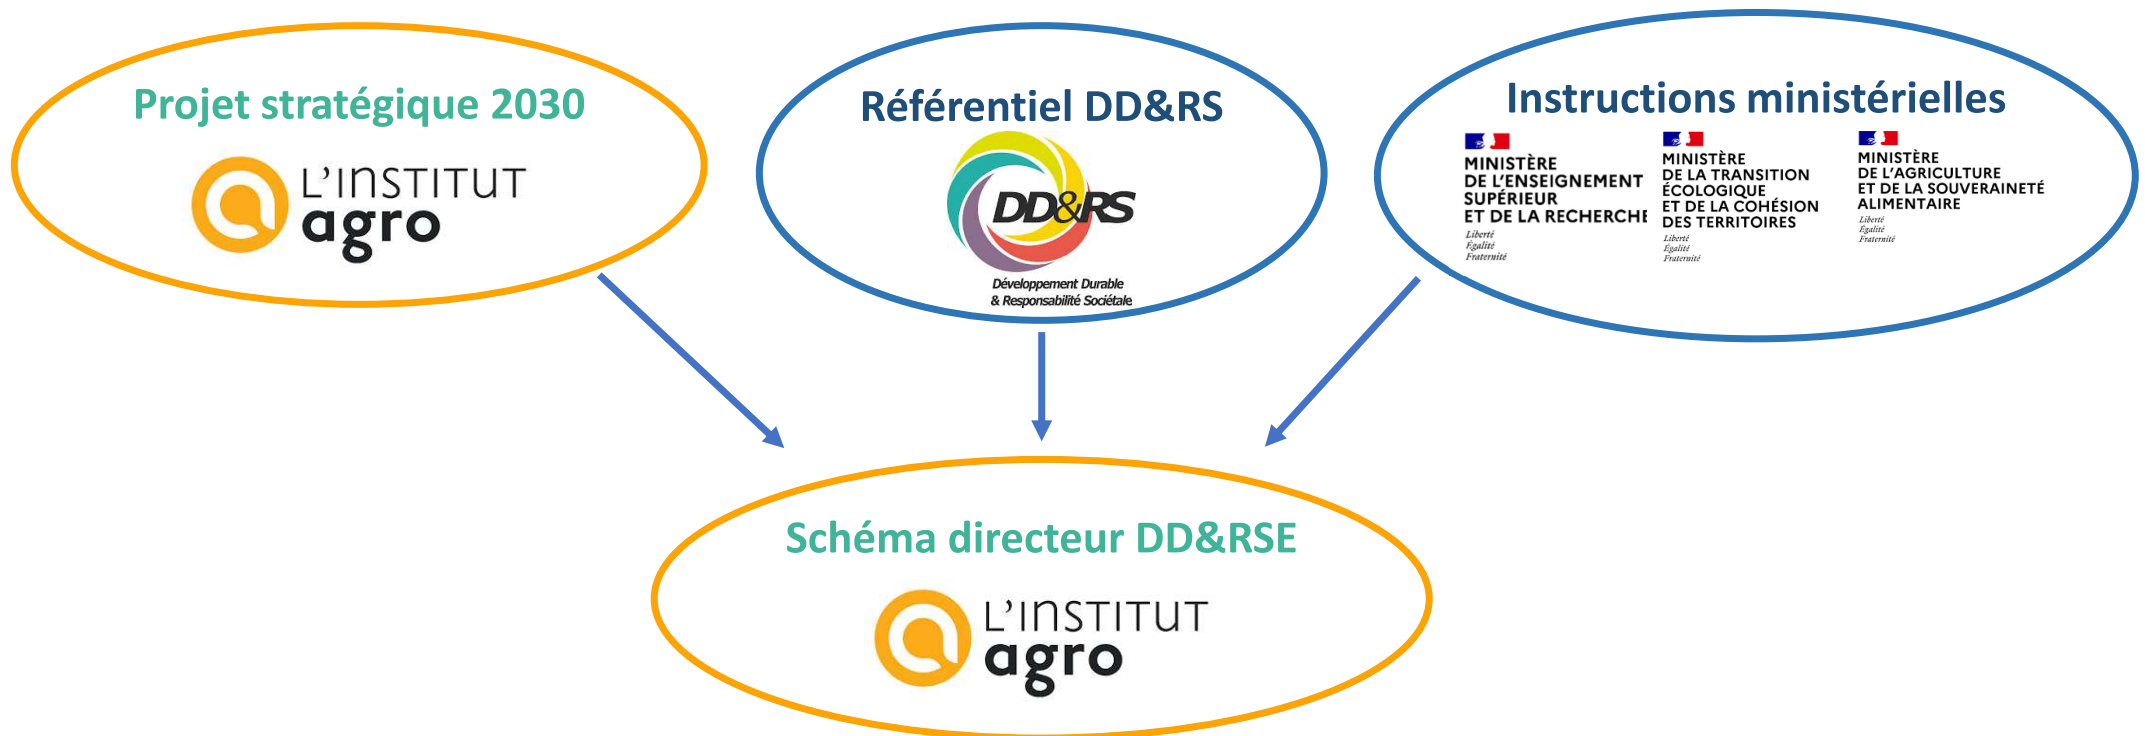 Projet stratégique 2030
L'INSTITUT
agro
Référentiel DD&RS
DD&RS
Développement Durable
& Responsabilité Sociétale
Instructions ministérielles
MINISTÈRE
DE L'ENSEIGNEMENT
SUPÉRIEUR
ET DE LA RECHERCHE
Liberté
Égalité
Fraternité
MINISTÈRE
DE LA TRANSITION
ÉCOLOGIQUE
ET DE LA COHÉSION
DES TERRITOIRES
Liberté
Égalité
Fraternité
MINISTÈRE
DE L'AGRICULTURE
ET DE LA SOUVERAINETÉ
ALIMENTAIRE
Liberté
Égalité
Fraternité
Schéma directeur DD&RSE
L'INSTITUT
agro